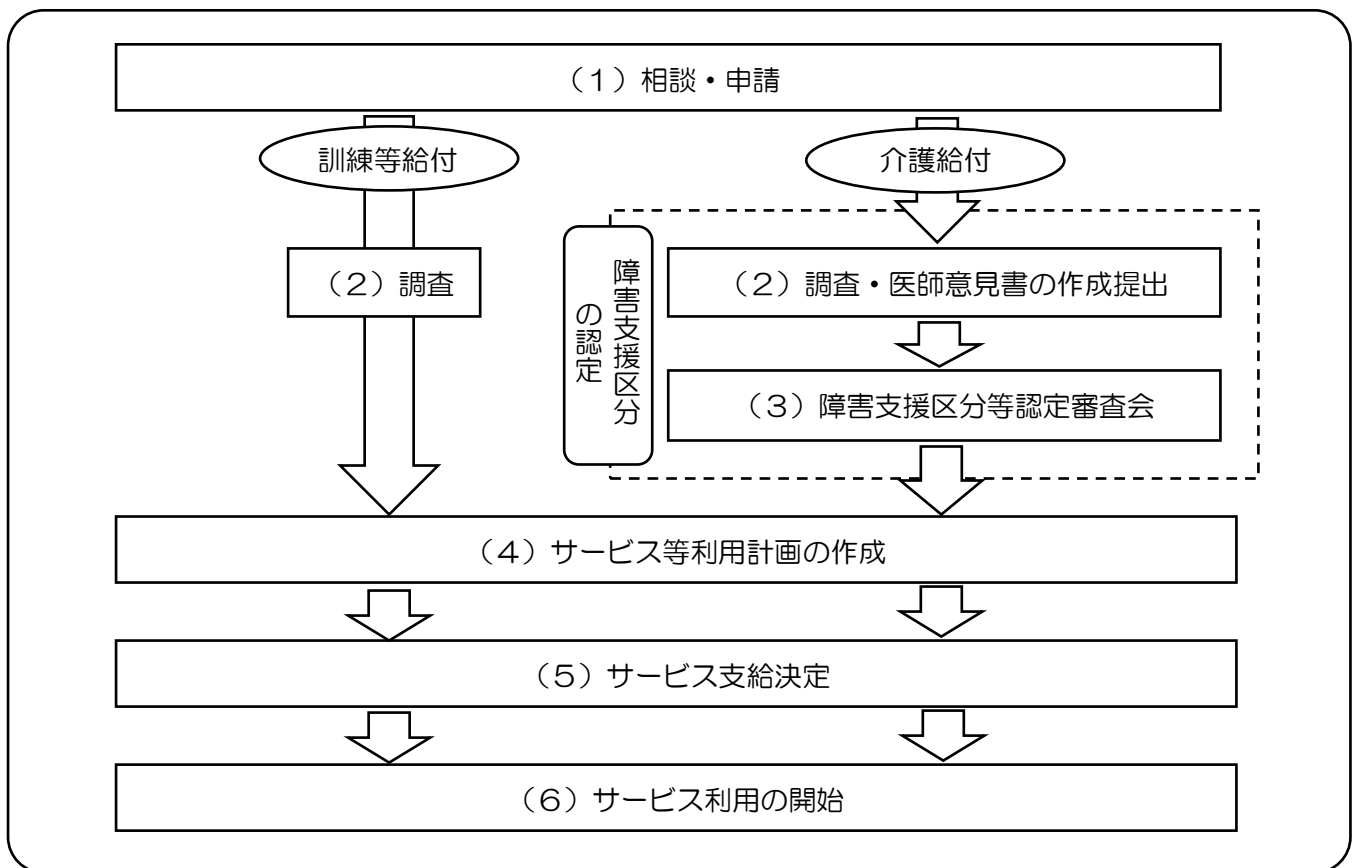 （１）相談・申請
訓練等給付
介護給付
障害支援区分
の認定
（２）調査
（２）調査・医師意見書の作成提出
（３）障害支援区分等認定審査会
（４）サービス等利用計画の作成
（５）サービス支給決定
（６）サービス利用の開始